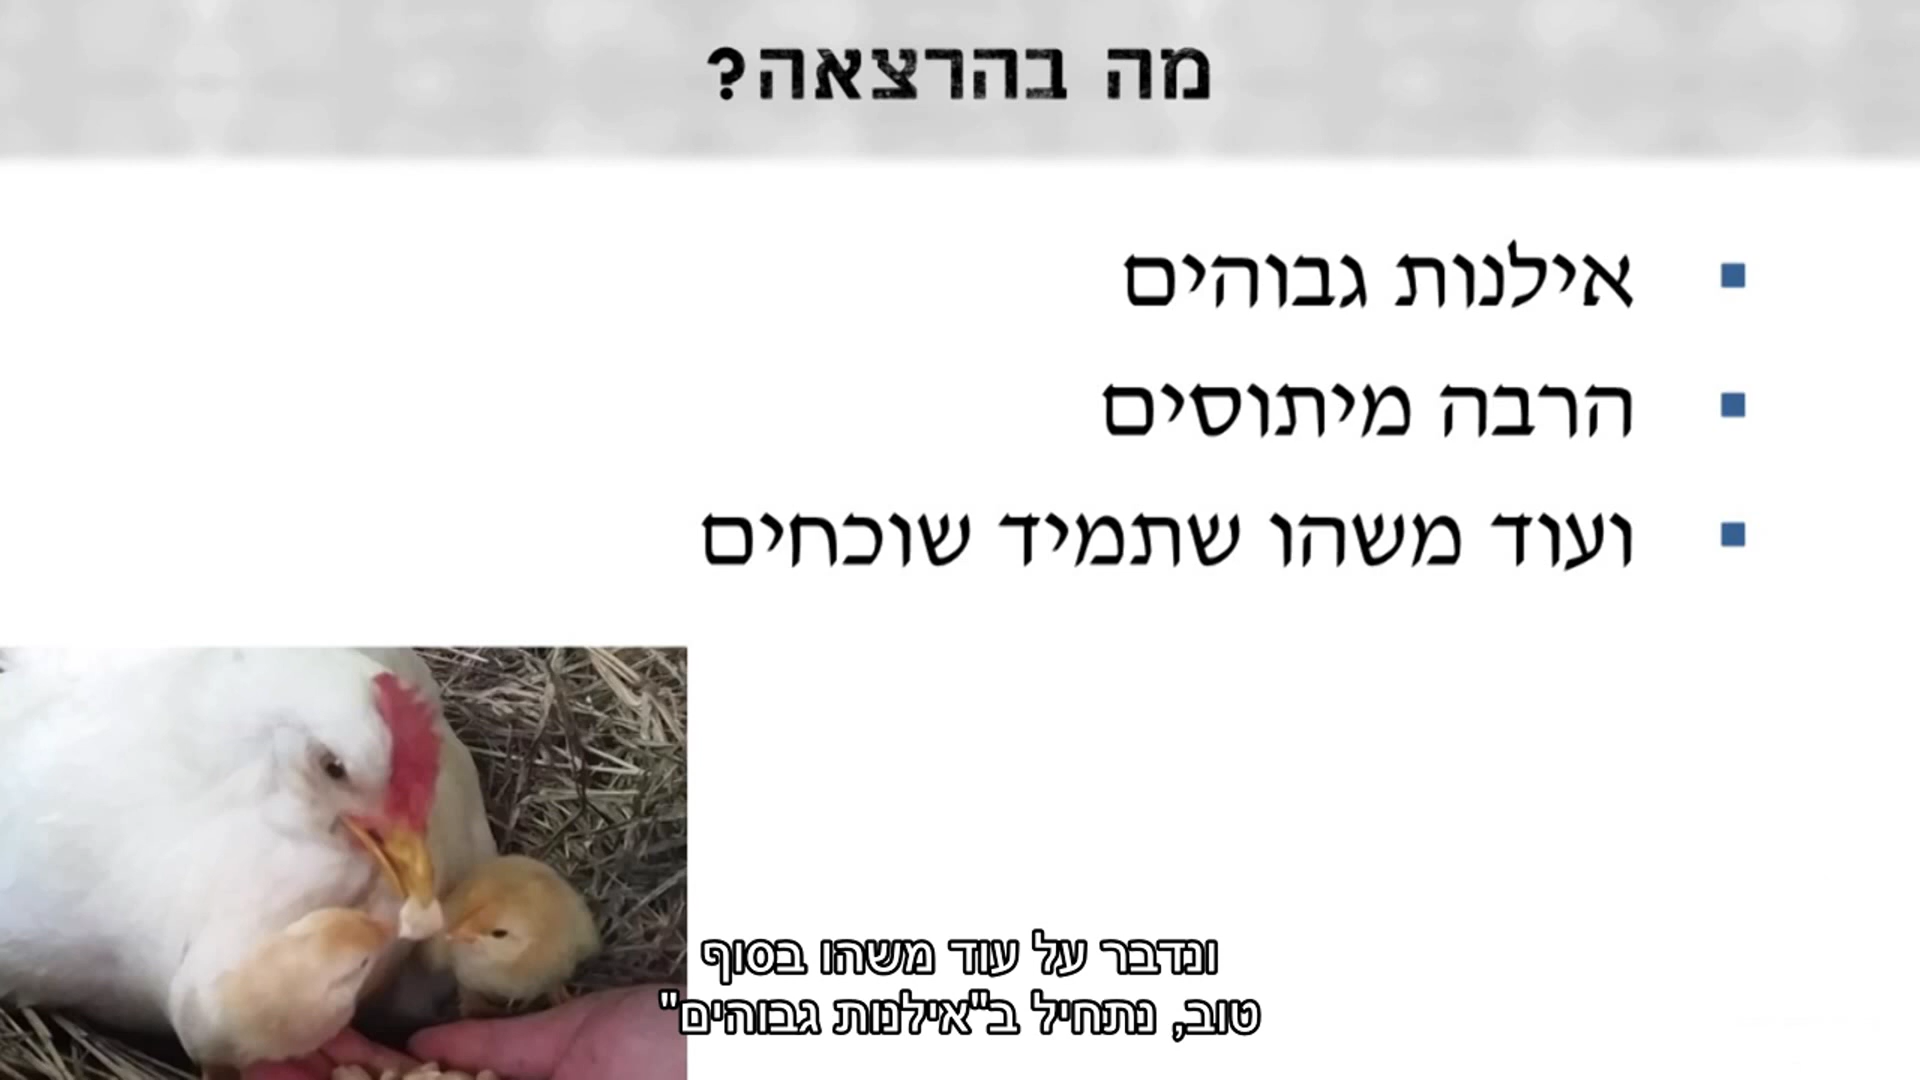 מה בהרצאה?
אילנות גבוהים
הרבה מיתוסים
ועוד משהו שתמיד שוכחים
ונדבר על עוד משהו בסוף
טוב, נתחיל ב"אילנות גבוהים"